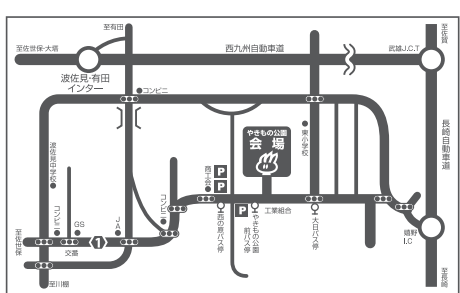 至有田
至佐賀
至佐世保・大塔
西九州自動車道
武雄J.C.T
波佐見・有田
インター
コンビニ
やきもの公園
会場
東小学校
長崎自動車道
波佐見中学校
商工会
P
P
P
コンビニ
コンビニ
GS
JA
1
交番
西の原バス停
やきもの公園
前バス停
工業組合
大日バス停
嬉野
I.C
至佐世保
至川棚
至長崎